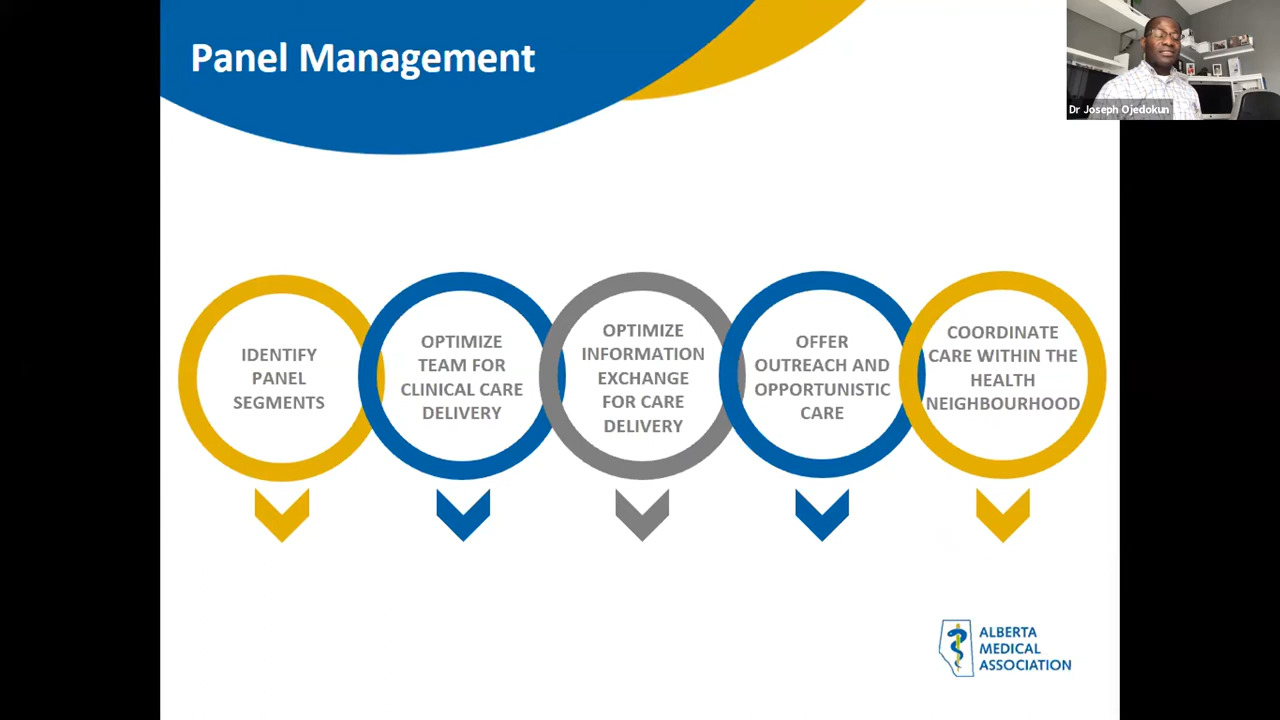 Panel Management
Dr Joseph Ojedokun
IDENTIFY
PANEL
SEGMENTS
OPTIMIZE
TEAM FOR
CLINICAL CARE
DELIVERY
OPTIMIZE
INFORMATION
EXCHANGE
FOR CARE
DELIVERY
OFFER
OUTREACH AND
OPPORTUNISTIC
CARE
COORDINATE
CARE WITHIN THE
HEALTH
NEIGHBOURHOOD
ALBERTA
MEDICAL
ASSOCIATION